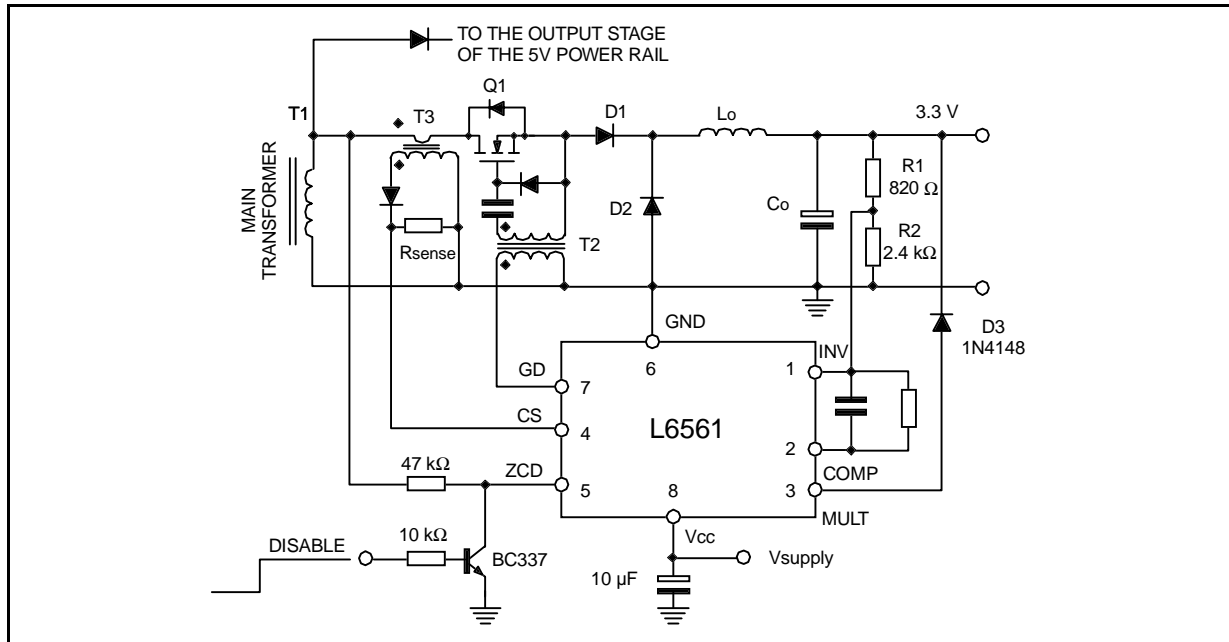 TO THE OUTPUT STAGE
OF THE 5V POWER RAIL
Q1
T1
T3
D1
Lo
3.3 V
MAIN
TRANSFORMER
R1
820 Ω
D2
Co
R2
2.4 kΩ
Rsense
T2
GND
D3
1N4148
INV
6
1
GD
7
CS
4
L6561
2
47 kΩ
ZCD
5
8
COMP
3
MULT
10 kΩ
DISABLE
Vcc
BC337
Vsupply
10 µF